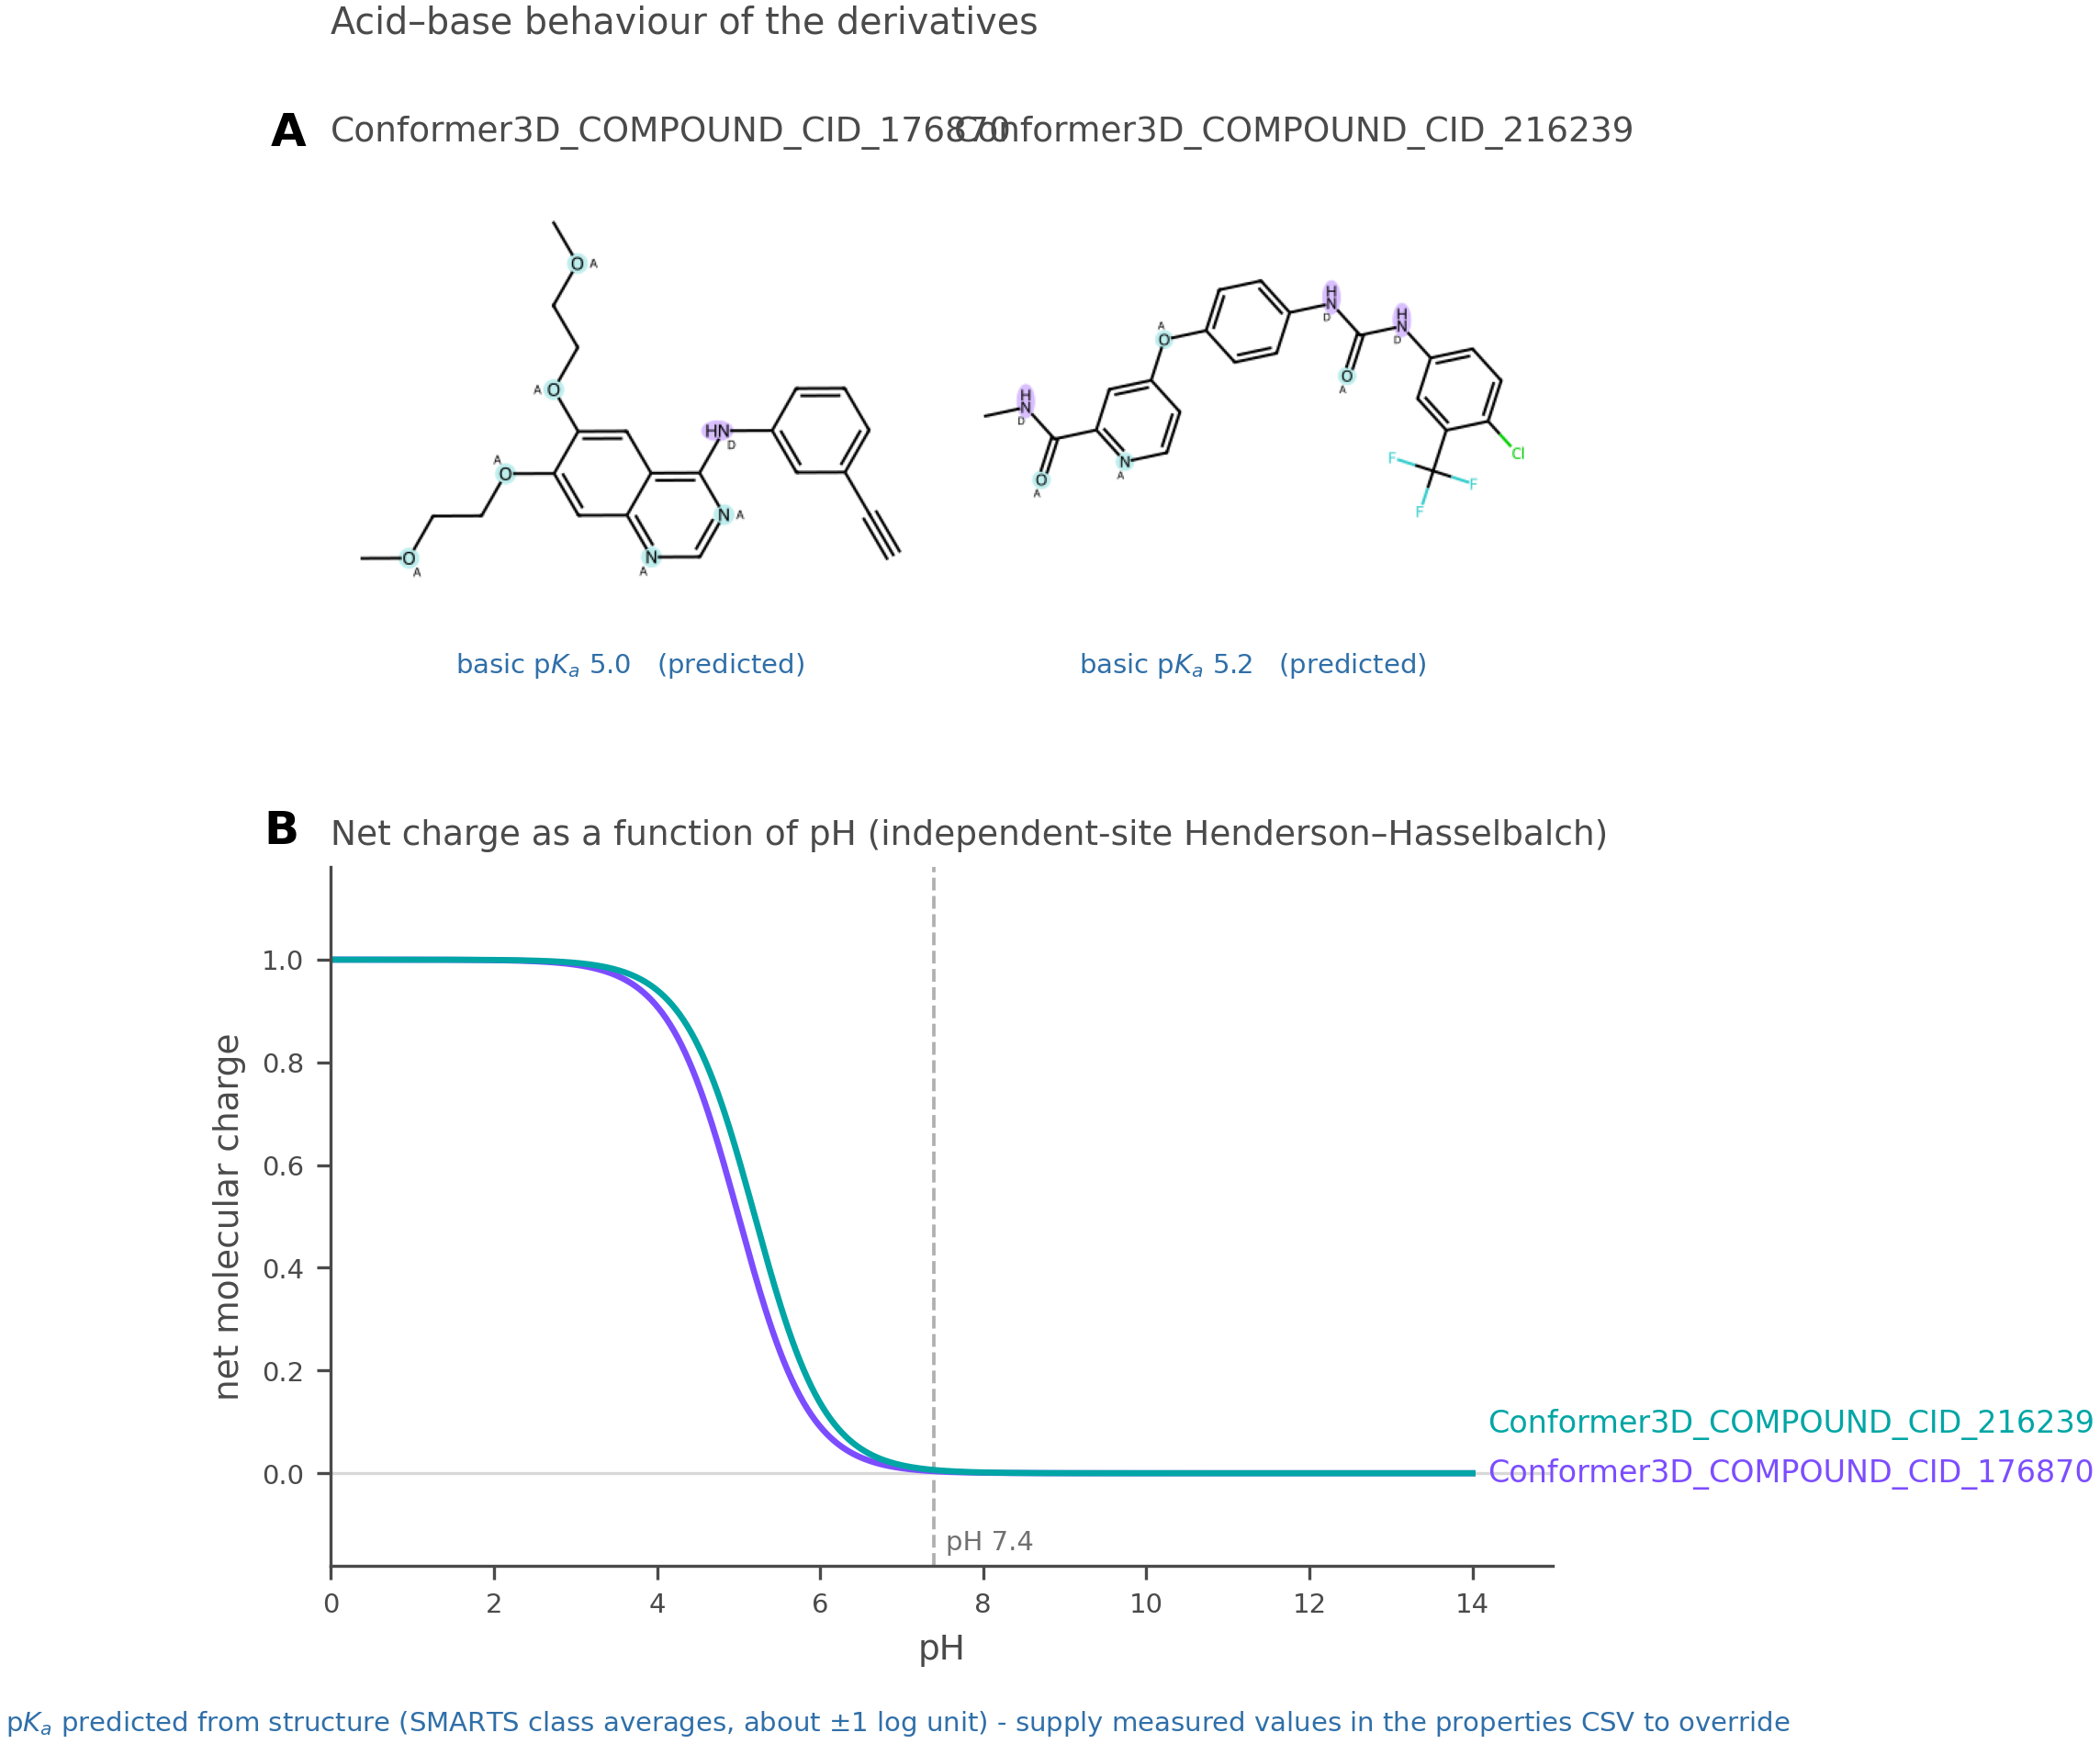 Acid–base behaviour of the derivatives
A
Conformer3D_COMPOUND_CID_176870
Conformer3D_COMPOUND_CID_216239
O A
A O
A
O
O
A
HN
D
N A
N
A
H
N
D
H
N
D
A
O
O
A
H
N
D
O
A
N
A
Cl
F
F
F
basic pKa 5.0 (predicted)
basic pKa 5.2 (predicted)
B
Net charge as a function of pH (independent-site Henderson–Hasselbalch)
net molecular charge
1.0
0.8
0.6
0.4
0.2
0.0
Conformer3D_COMPOUND_CID_216239
Conformer3D_COMPOUND_CID_176870
pH 7.4
0 2 4 6 8 10 12 14
pH
pKa predicted from structure (SMARTS class averages, about ±1 log unit) - supply measured values in the properties CSV to override